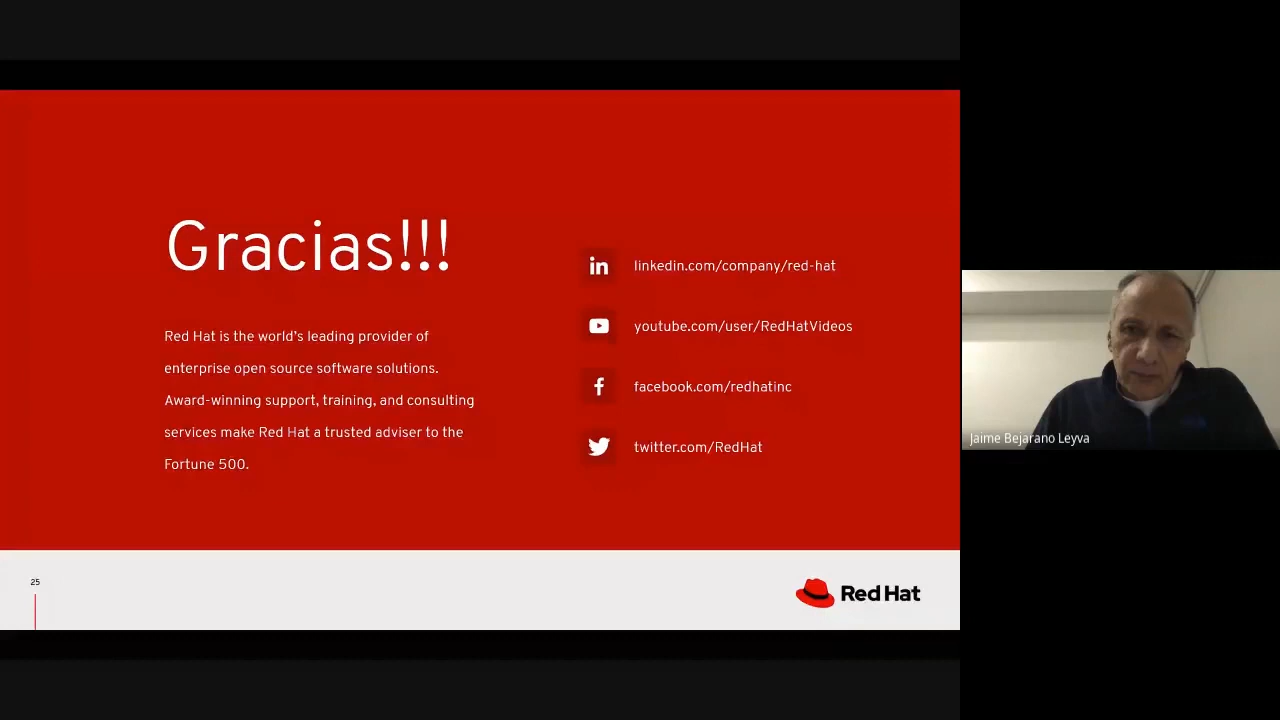 Gracias!!!
Red Hat is the world's leading provider of
enterprise open source software solutions.
Award-winning support, training, and consulting
services make Red Hat a trusted adviser to the
Fortune 500.
linkedin.com/company/red-hat
youtube.com/user/RedHatVideos
facebook.com/redhatinc
twitter.com/RedHat
25
Red Hat
Jaime Bejarano Leyva